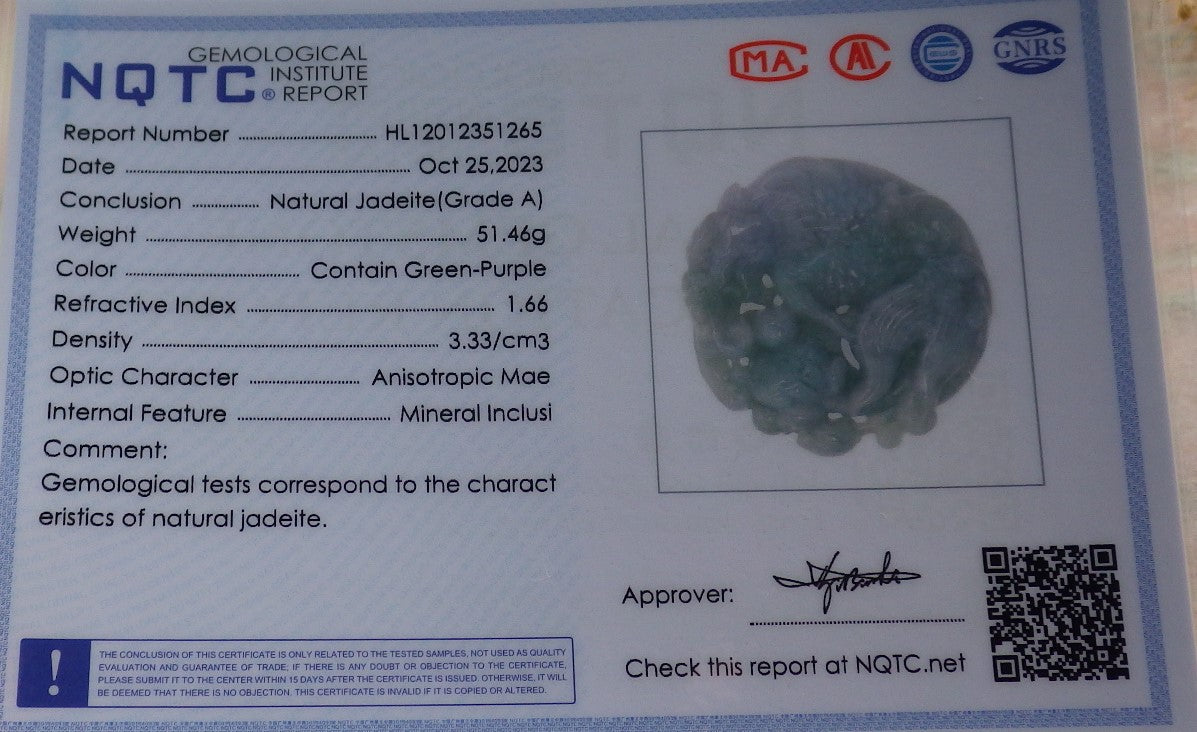 GEMOLOGICAL
NQTC® INSTITUTE
REPORT
MA
GNRS
Report Number ........ HL12012351265
Date ........ Oct 25,2023
Conclusion ........ Natural Jadeite(Grade A)
Weight ........ 51.46g
Color ........ Contain Green-Purple
Refractive Index ........ 1.66
Density ........ 3.33/cm3
Optic Character ........ Anisotropic Mae
Internal Feature ........ Mineral Inclusi
Comment:
Gemological tests correspond to the charact
eristics of natural jadeite.
Approver:
Check this report at NQTC.net
! THE CONCLUSION OF THIS CERTIFICATE IS ONLY RELATED TO THE TESTED SAMPLES, NOT USED AS QUALITY
EVALUATION AND GUARANTEE OF TRADE; IF THERE IS ANY DOUBT OR OBJECTION TO THE CERTIFICATE,
PLEASE SUBMIT IT TO THE CENTER WITHIN 15 DAYS AFTER THE CERTIFICATE IS ISSUED. OTHERWISE, IT WILL
BE DEEMED THAT THERE IS NO OBJECTION. THIS CERTIFICATE IS INVALID IF IT IS COPIED OR ALTERED.